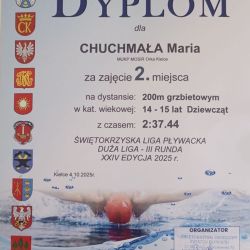 DYPLOM
dla
CHUCHMAŁA Maria
MUKP MOSiR Orka Kielce
za zajęcie 2. miejsca
na dystansie: 200m grzbietowym
w kat. wiekowej: 14 - 15 lat Dziewcząt
z czasem: 2:37.44
ŚWIĘTOKRZYSKA LIGA PŁYWACKA
DUŻA LIGA - III RUNDA
XXIV EDYCJA 2025 r.
Kielce 4.10.2025r.
ORGANIZATOR